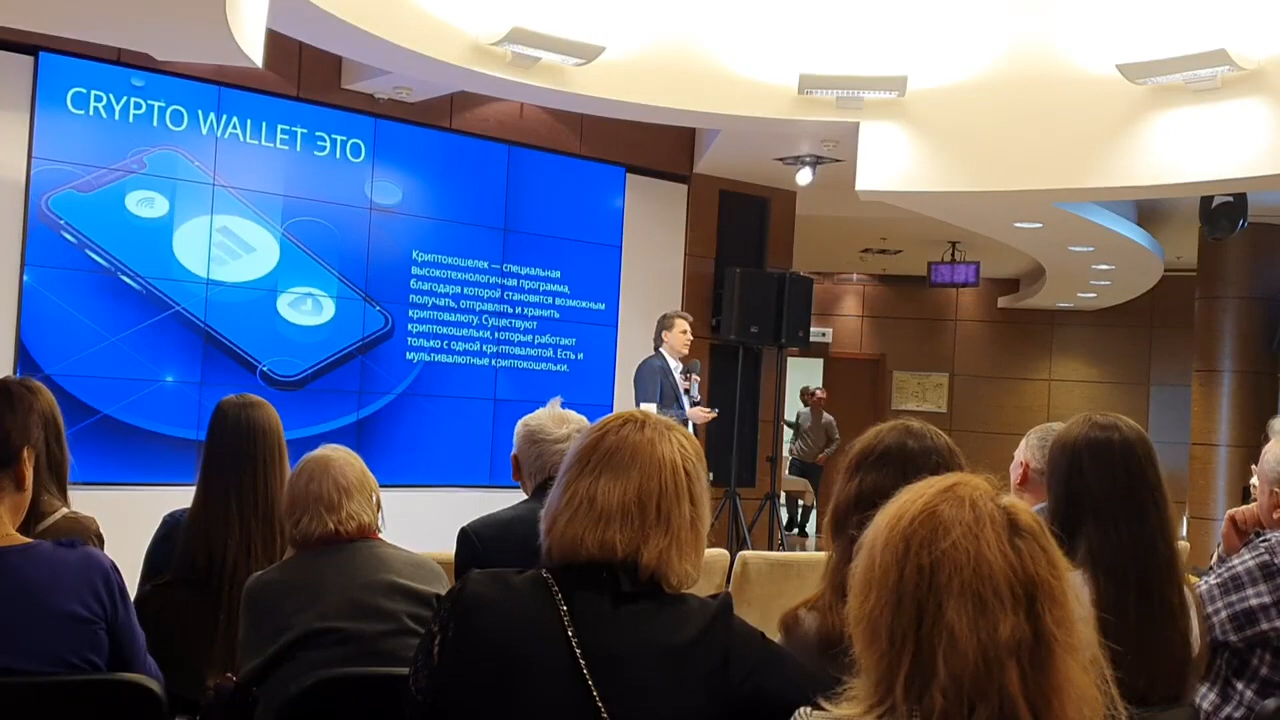 CRYPTO WALLET ЭТО
Криптокошелек — специальная
высокотехнологичная программа,
благодаря которой становятся возможным
получать, отправлять и хранить
криптовалюту. Существуют
криптокошельки, которые работают
только с одной криптовалютой. Есть и
мультивалютные криптокошельки.